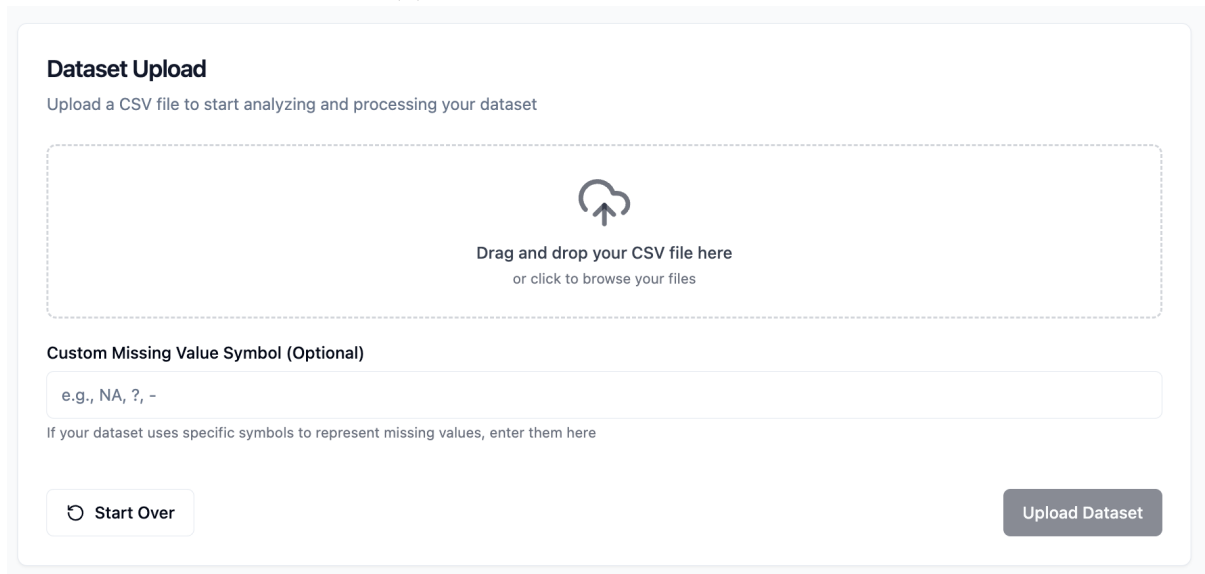 Dataset Upload
Upload a CSV file to start analyzing and processing your dataset
Drag and drop your CSV file here
or click to browse your files
Custom Missing Value Symbol (Optional)
e.g., NA, ?, -
If your dataset uses specific symbols to represent missing values, enter them here
Start Over
Upload Dataset